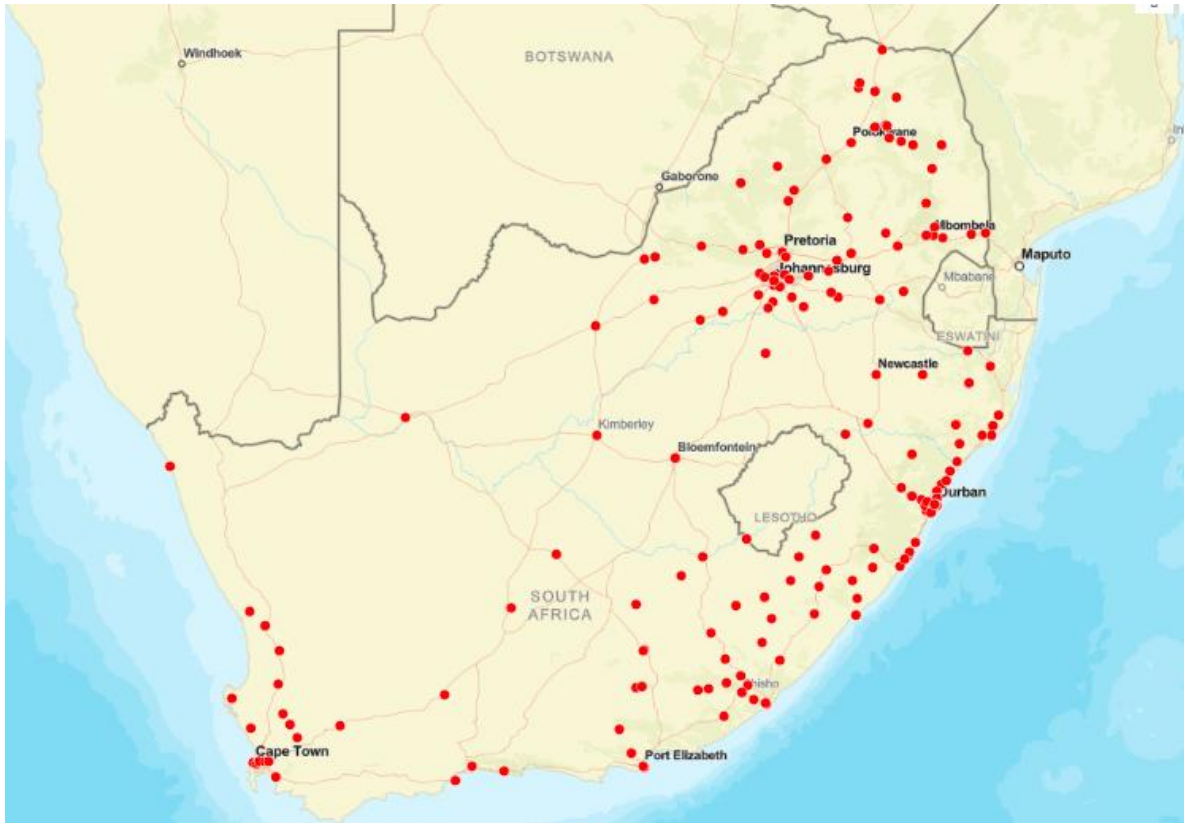 Windhoek
BOTSWANA
Gaborone
Pretoria
Johannesburg
Mbombela
Maputo
Mbabane
ESWATINI
Newcastle
Kimberley
Bloemfontein
Durban
LESOTHO
SOUTH
AFRICA
Cape Town
Port Elizabeth